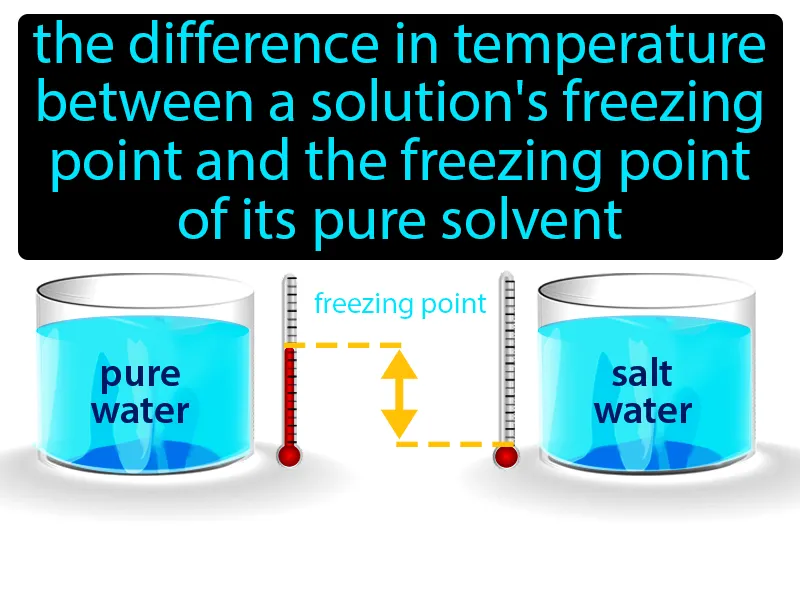 the difference in temperature
between a solution's freezing
point and the freezing point
of its pure solvent
freezing point
pure
water
salt
water